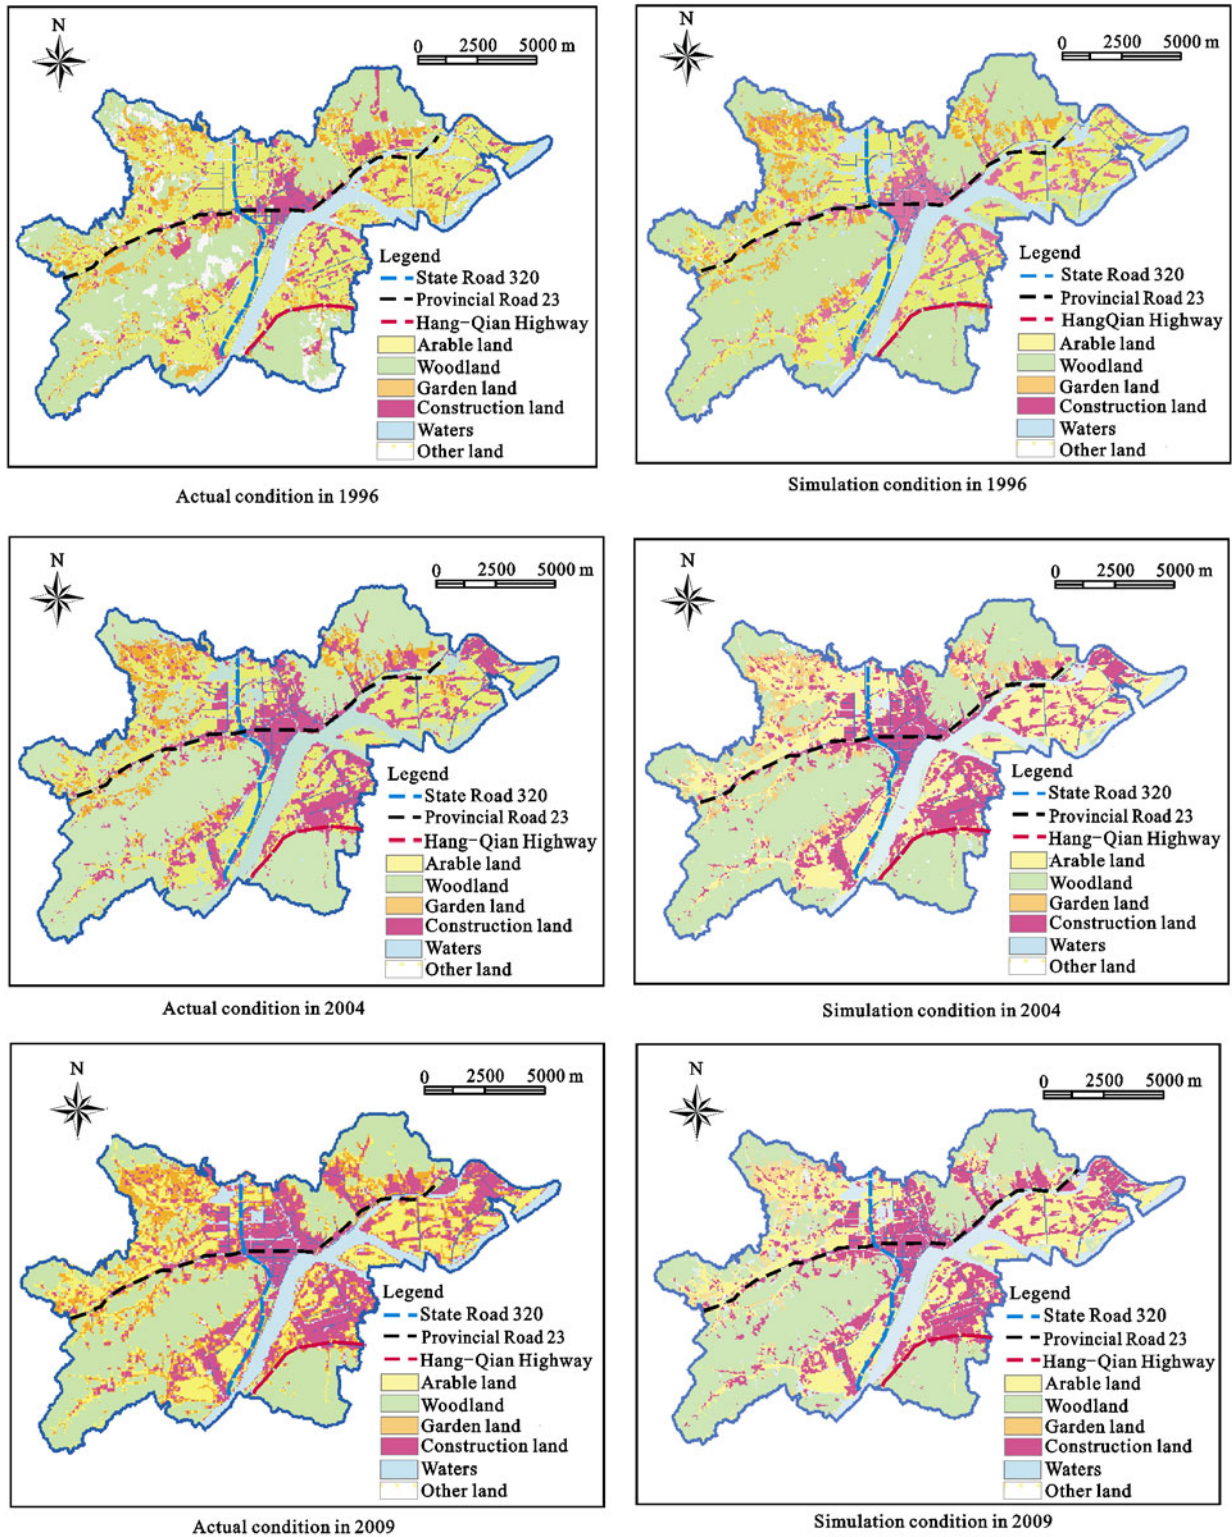 N
0 2500 5000 m
Legend
State Road 320
Provincial Road 23
Hang-Qian Highway
Arable land
Woodland
Garden land
Construction land
Waters
Other land
Actual condition in 1996
N
0 2500 5000 m
Legend
State Road 320
Provincial Road 23
HangQian Highway
Arable land
Woodland
Garden land
Construction land
Waters
Other land
Simulation condition in 1996
N
0 2500 5000 m
Legend
State Road 320
Provincial Road 23
Hang-Qian Highway
Arable land
Woodland
Garden land
Construction land
Waters
Other land
Actual condition in 2004
N
0 2500 5000 m
Legend
State Road 320
Provincial Road 23
Hang-Qian Highway
Arable land
Woodland
Garden land
Construction land
Waters
Other land
Simulation condition in 2004
N
0 2500 5000 m
Legend
State Road 320
Provincial Road 23
Hang-Qian Highway
Arable land
Woodland
Garden land
Construction land
Waters
Other land
Actual condition in 2009
N
0 2500 5000 m
Legend
State Road 320
Provincial Road 23
Hang-Qian Highway
Arable land
Woodland
Garden land
Construction land
Waters
Other land
Simulation condition in 2009